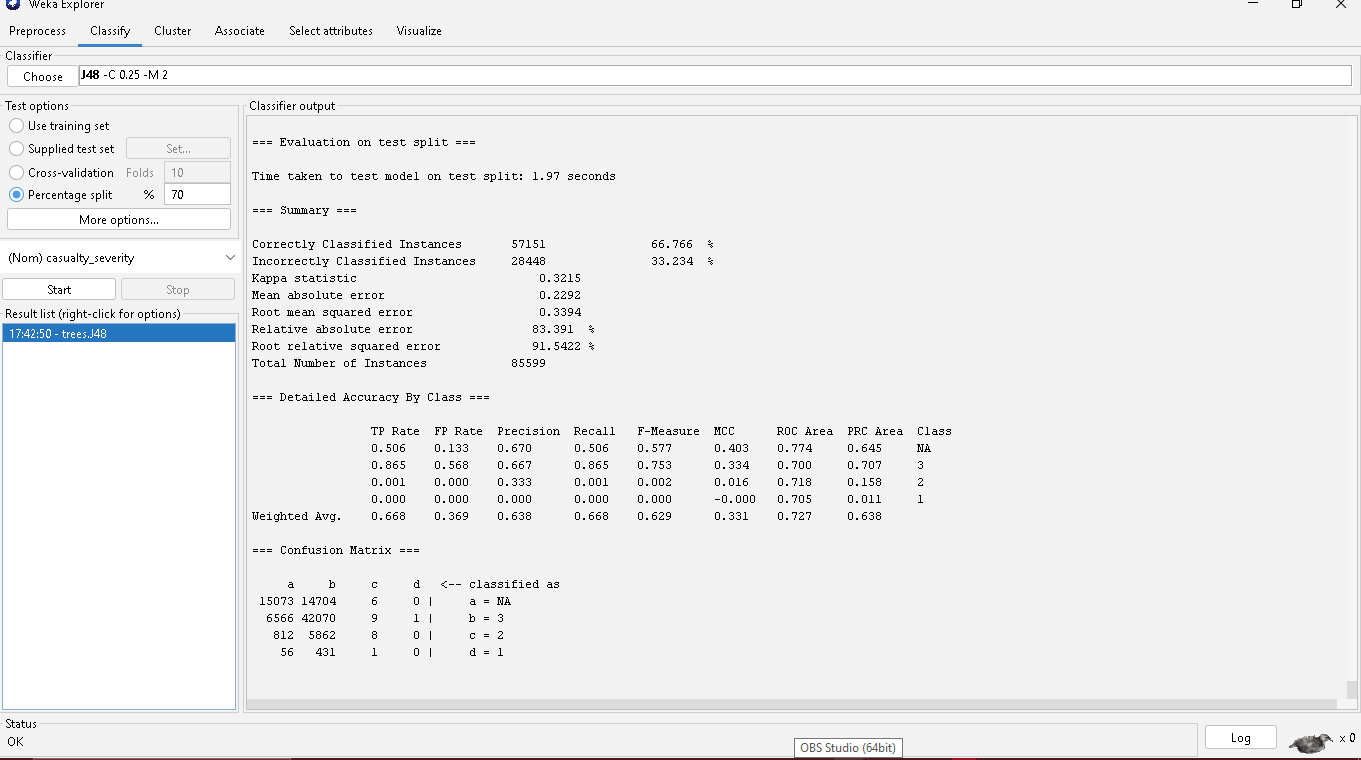 Weka Explorer
Preprocess Classify Cluster Associate Select attributes Visualize
Classifier
Choose J48 -C 0.25 -M 2
Test options
Use training set
Supplied test set Set...
Cross-validation Folds 10
Percentage split % 70
More options...
(Nom) casualty_severity
Start Stop
Result list (right-click for options)
17:42:50 - trees.J48
Classifier output
=== Evaluation on test split ===
Time taken to test model on test split: 1.97 seconds
=== Summary ===
Correctly Classified Instances 57151 66.766 %
Incorrectly Classified Instances 28448 33.234 %
Kappa statistic 0.3215
Mean absolute error 0.2292
Root mean squared error 0.3394
Relative absolute error 83.391 %
Root relative squared error 91.5422 %
Total Number of Instances 85599
=== Detailed Accuracy By Class ===
TP Rate FP Rate Precision Recall F-Measure MCC ROC Area PRC Area Class
0.506 0.133 0.670 0.506 0.577 0.403 0.774 0.645 NA
0.865 0.568 0.667 0.865 0.753 0.334 0.700 0.707 3
0.001 0.000 0.333 0.001 0.002 0.016 0.718 0.158 2
0.000 0.000 0.000 0.000 0.000 -0.000 0.705 0.011 1
Weighted Avg. 0.668 0.369 0.638 0.668 0.629 0.331 0.727 0.638
=== Confusion Matrix ===
a b c d <-- classified as
15073 14704 6 0 | a = NA
6566 42070 9 1 | b = 3
812 5862 8 0 | c = 2
56 431 1 0 | d = 1
Status
OK
Log x 0
OBS Studio (64bit)